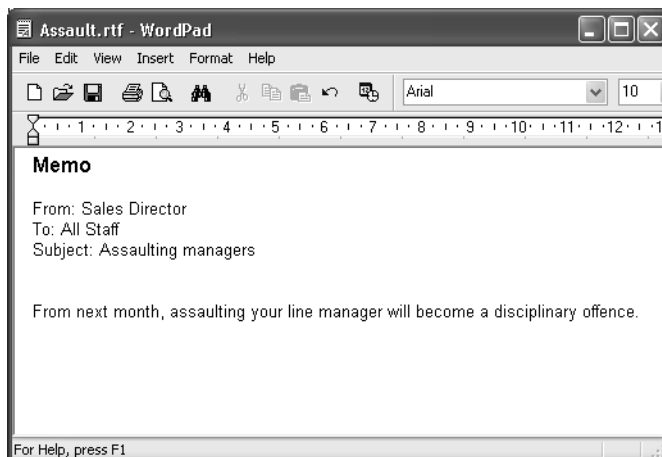 Assault.rtf - WordPad
File Edit View Insert Format Help
Arial 10
1 2 3 4 5 6 7 8 9 10 11 12
Memo
From: Sales Director
To: All Staff
Subject: Assaulting managers
From next month, assaulting your line manager will become a disciplinary offence.
For Help, press F1